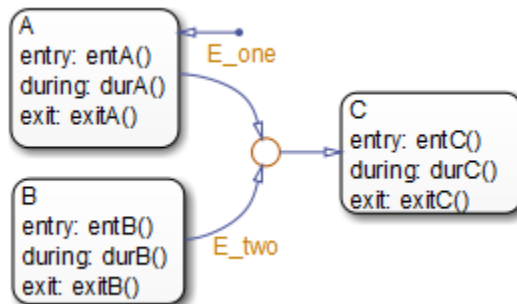 A
entry: entA()
during: durA()
exit: exitA()
E_one
C
entry: entC()
during: durC()
exit: exitC()
B
entry: entB()
during: durB()
exit: exitB()
E_two